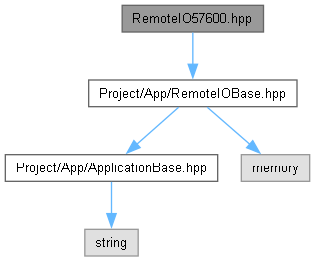 RemoteIO57600.hpp
Project/App/RemoteIOBase.hpp
Project/App/ApplicationBase.hpp
memory
string